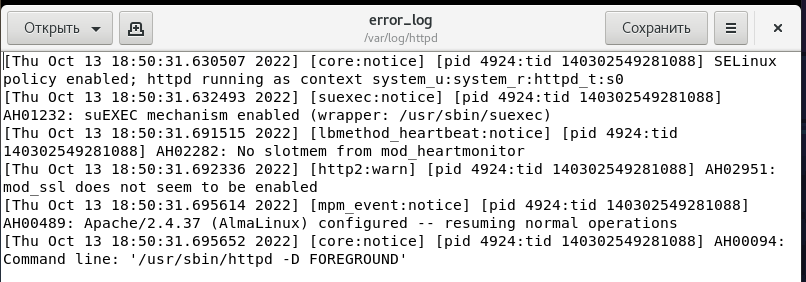 Открыть
error_log
/var/log/httpd
Сохранить
[Thu Oct 13 18:50:31.630507 2022] [core:notice] [pid 4924:tid 140302549281088] SELinux
policy enabled; httpd running as context system_u:system_r:httpd_t:s0
[Thu Oct 13 18:50:31.632493 2022] [suexec:notice] [pid 4924:tid 140302549281088]
AH01232: suEXEC mechanism enabled (wrapper: /usr/sbin/suexec)
[Thu Oct 13 18:50:31.691515 2022] [lbmethod_heartbeat:notice] [pid 4924:tid
140302549281088] AH02282: No slotmem from mod_heartmonitor
[Thu Oct 13 18:50:31.692336 2022] [http2:warn] [pid 4924:tid 140302549281088] AH02951:
mod_ssl does not seem to be enabled
[Thu Oct 13 18:50:31.695614 2022] [mpm_event:notice] [pid 4924:tid 140302549281088]
AH00489: Apache/2.4.37 (AlmaLinux) configured -- resuming normal operations
[Thu Oct 13 18:50:31.695652 2022] [core:notice] [pid 4924:tid 140302549281088] AH00094:
Command line: '/usr/sbin/httpd -D FOREGROUND'